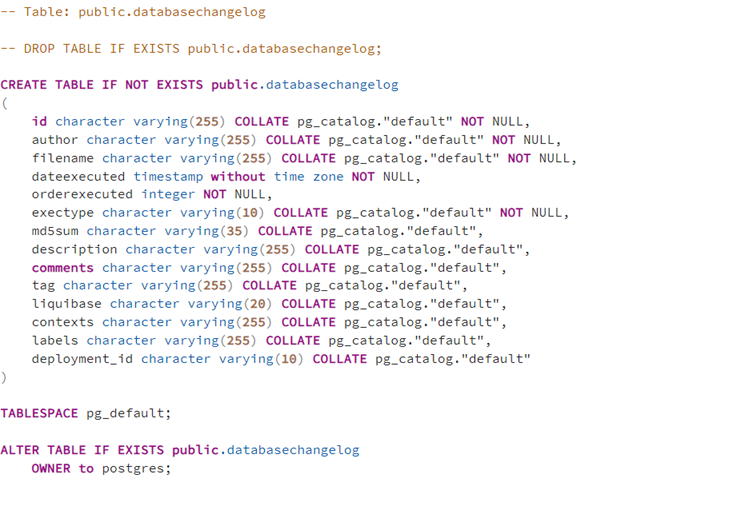 -- Table: public.databasechangelog
-- DROP TABLE IF EXISTS public.databasechangelog;
CREATE TABLE IF NOT EXISTS public.databasechangelog
(
    id character varying(255) COLLATE pg_catalog."default" NOT NULL,
    author character varying(255) COLLATE pg_catalog."default" NOT NULL,
    filename character varying(255) COLLATE pg_catalog."default" NOT NULL,
    dateexecuted timestamp without time zone NOT NULL,
    orderexecuted integer NOT NULL,
    exectype character varying(10) COLLATE pg_catalog."default" NOT NULL,
    md5sum character varying(35) COLLATE pg_catalog."default",
    description character varying(255) COLLATE pg_catalog."default",
    comments character varying(255) COLLATE pg_catalog."default",
    tag character varying(255) COLLATE pg_catalog."default",
    liquibase character varying(20) COLLATE pg_catalog."default",
    contexts character varying(255) COLLATE pg_catalog."default",
    labels character varying(255) COLLATE pg_catalog."default",
    deployment_id character varying(10) COLLATE pg_catalog."default"
)
TABLESPACE pg_default;
ALTER TABLE IF EXISTS public.databasechangelog
    OWNER to postgres;